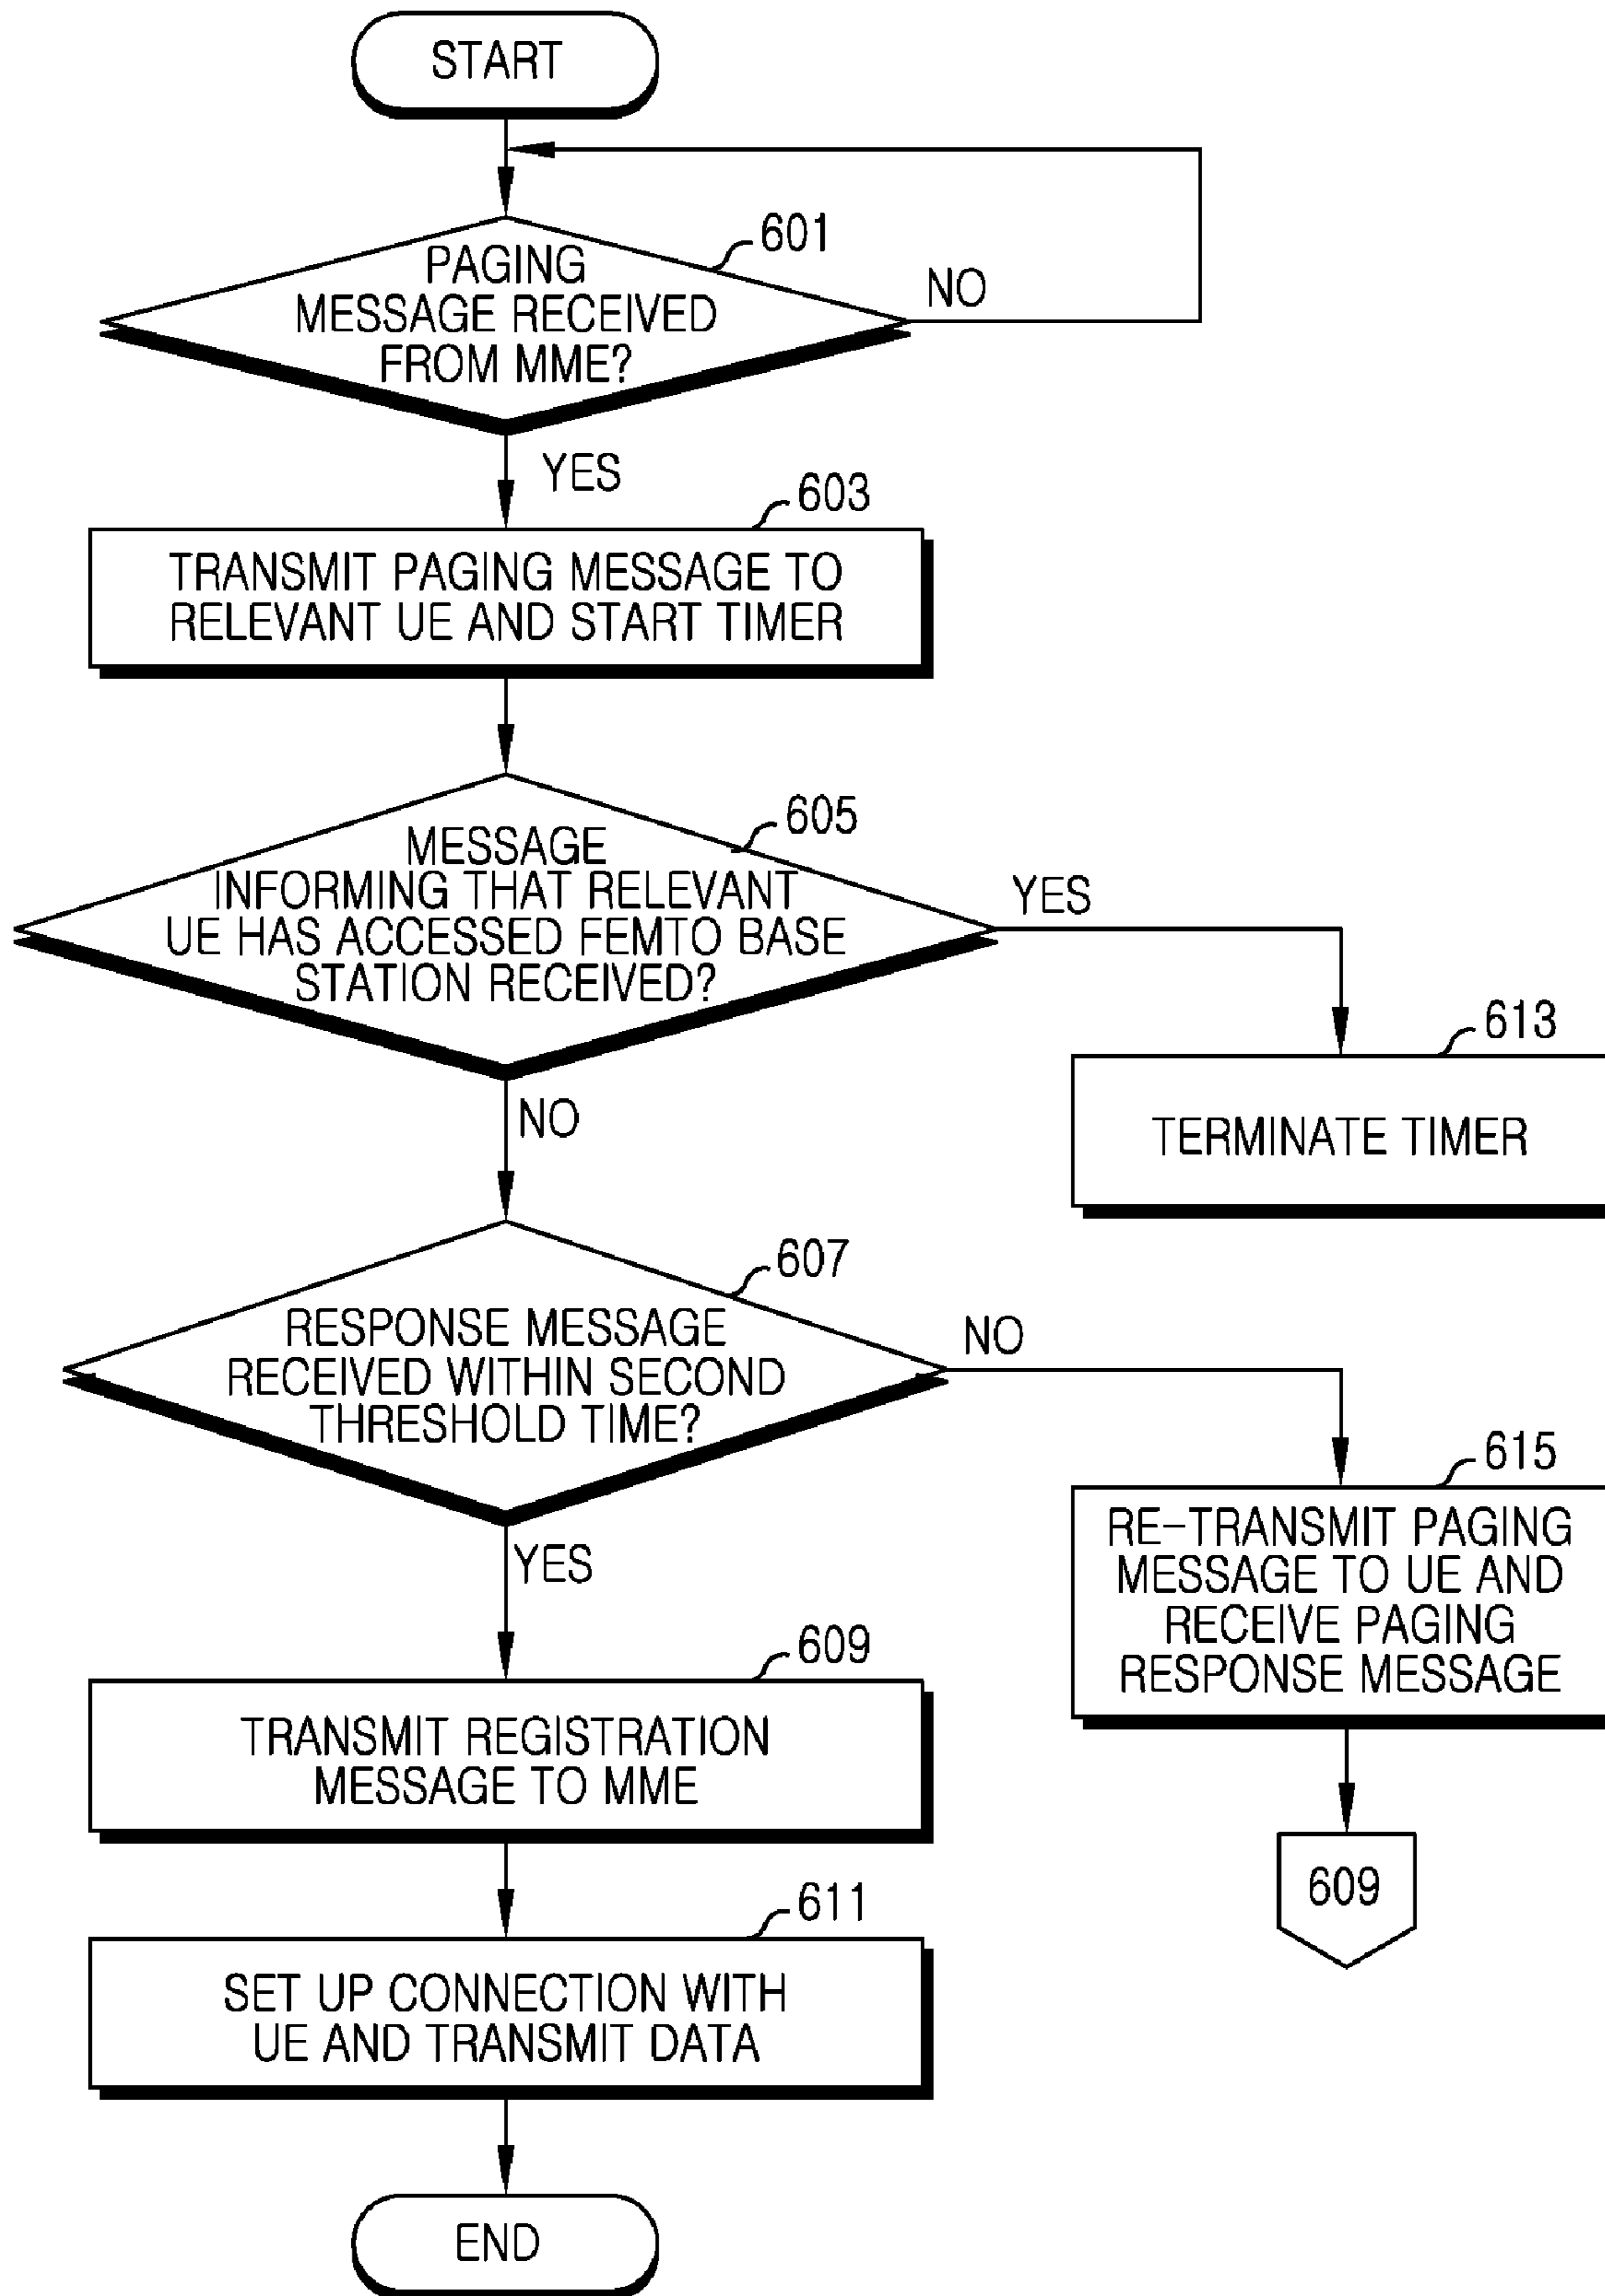 START
601
PAGING
MESSAGE RECEIVED
FROM MME?
NO
YES
603
TRANSMIT PAGING MESSAGE TO
RELEVANT UE AND START TIMER
605
MESSAGE
INFORMING THAT RELEVANT
UE HAS ACCESSED FEMTO BASE
STATION RECEIVED?
YES
NO
613
TERMINATE TIMER
607
RESPONSE MESSAGE
RECEIVED WITHIN SECOND
THRESHOLD TIME?
NO
YES
615
RE-TRANSMIT PAGING
MESSAGE TO UE AND
RECEIVE PAGING
RESPONSE MESSAGE
609
TRANSMIT REGISTRATION
MESSAGE TO MME
609
611
SET UP CONNECTION WITH
UE AND TRANSMIT DATA
END